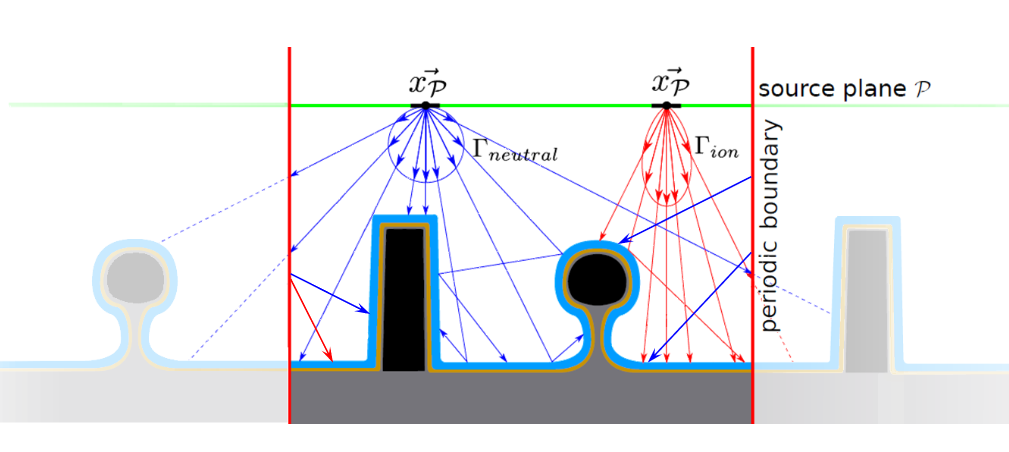 x⃗𝒫
x⃗𝒫
source plane 𝒫
Γneutral
Γion
periodic boundary